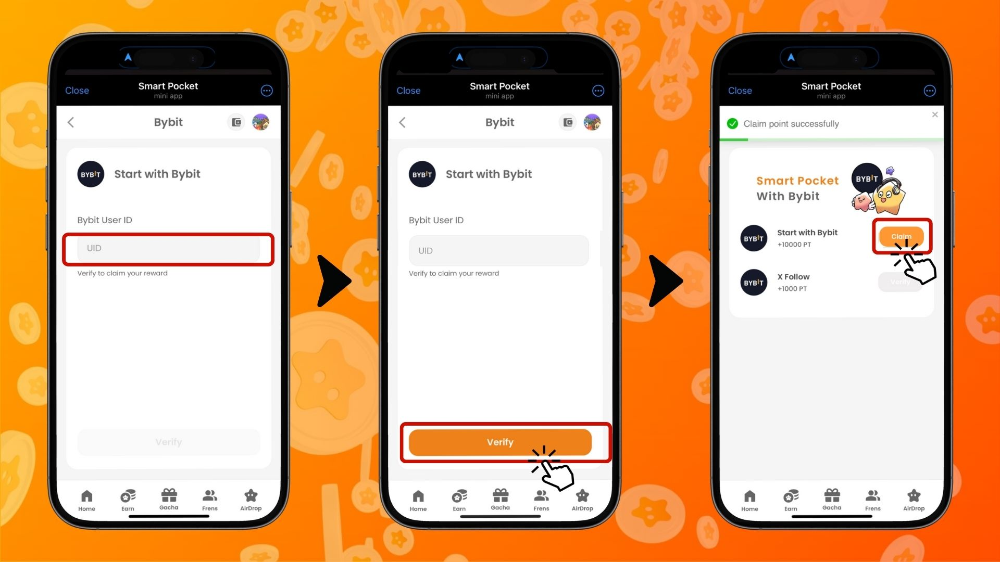 Close
Smart Pocket
mini app
Bybit
BYBIT
Start with Bybit
Bybit User ID
UID
Verify to claim your reward
Verify
Home
Earn
Gacha
Frens
AirDrop
Close
Smart Pocket
mini app
Bybit
BYBIT
Start with Bybit
Bybit User ID
UID
Verify to claim your reward
Verify
Home
Earn
Gacha
Frens
AirDrop
Close
Smart Pocket
mini app
Claim point successfully
Smart Pocket
With Bybit
BYBIT
BYBIT
Start with Bybit
+10000 PT
Claim
BYBIT
X Follow
+1000 PT
Verify
Home
Earn
Gacha
Frens
AirDrop